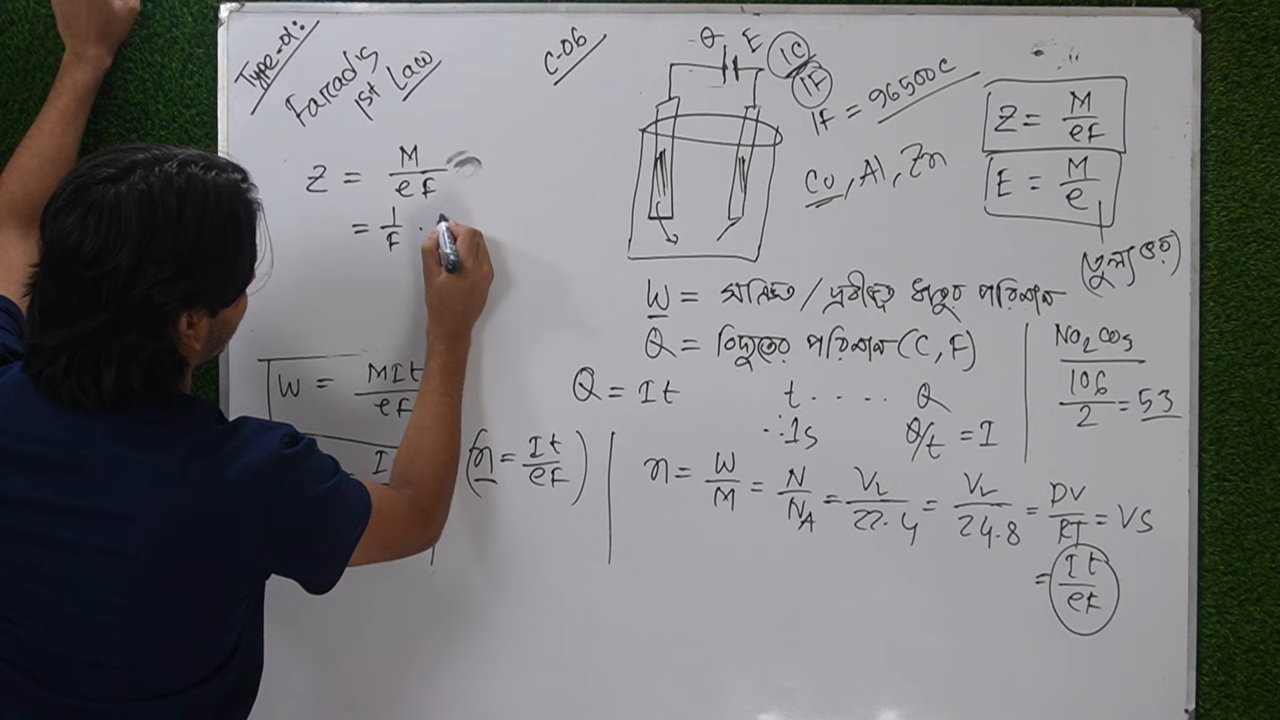 Type-01:
Farrad's
1st Law
C-06
Z = M/eF
= 1/F ·
W = MIt/eF
I
(n = It/eF)
Q E
1C
1F
1F = 96500C
Cu, Al, Zn
Z = M/eF
E = M/e
(তুল্য ভর)
W = সঞ্চিত / দ্রবীভূত ধাতুর পরিমান
Q = বিদ্যুতের পরিমান (C, F)
Q = It t . . . . . Q
∴1s Q/t = I
Na2CO3
106/2 = 53
n = W/M = N/NA = VL/22.4 = VL/24.8 = PV/RT = VS
= It/eF